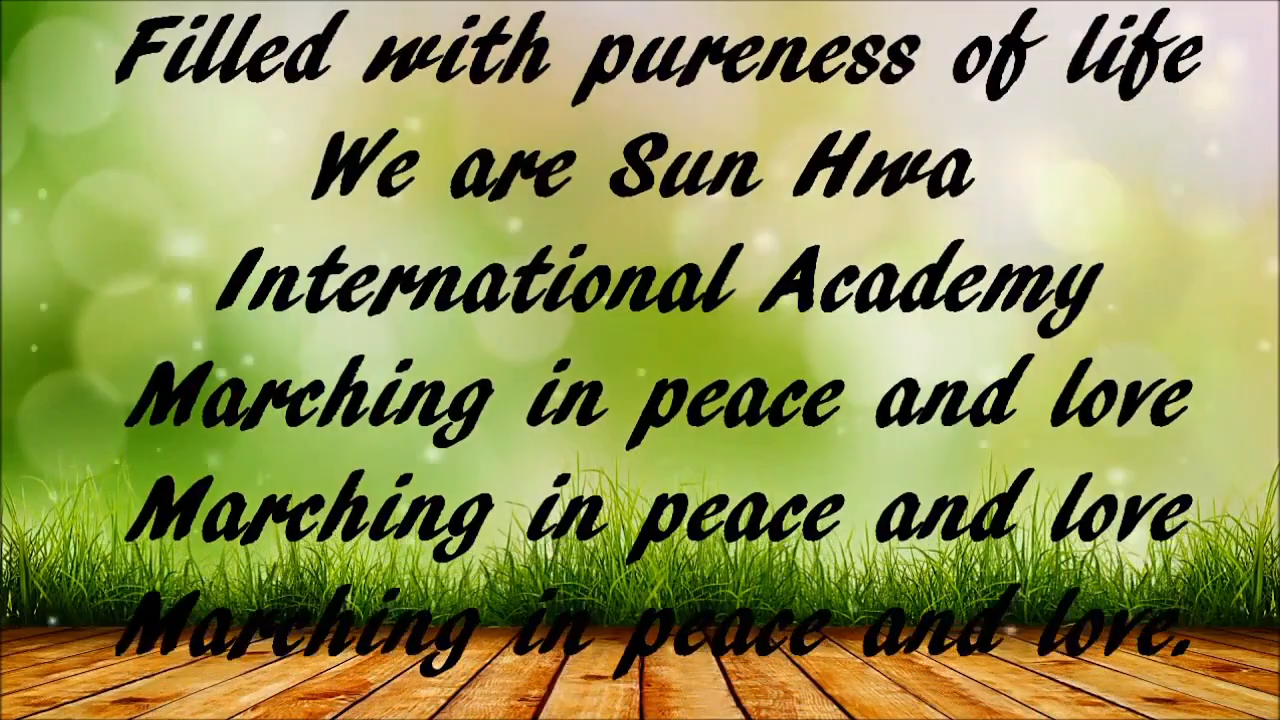 Filled with pureness of life
We are Sun Hwa
International Academy
Marching in peace and love
Marching in peace and love
Marching in peace and love.